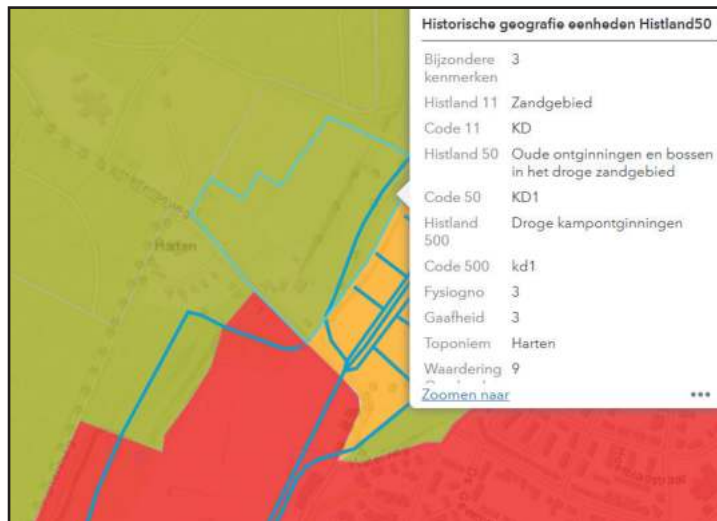 Historische geografie eenheden Histland50
Bijzondere kenmerken 3
Histland 11 Zandgebied
Code 11 KD
Histland 50 Oude ontginningen en bossen
in het droge zandgebied
Code 50 KD1
Histland 500 Droge kampontginningen
Code 500 kd1
Fysiogno 3
Gaafheid 3
Toponiem Harten
Waardering 9
Zoomen naar
Harten